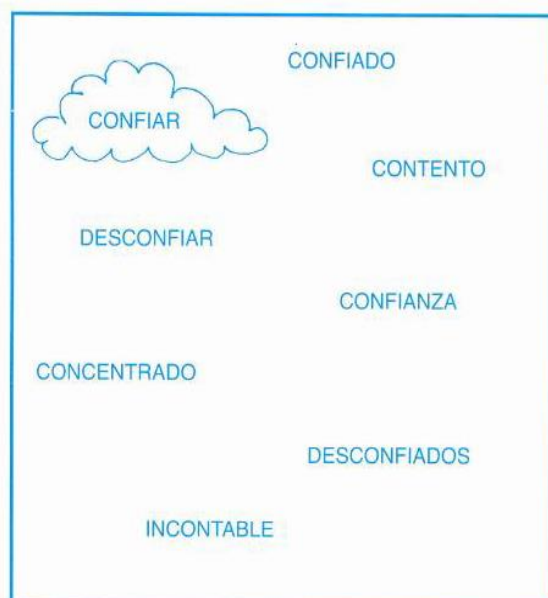 CONFIADO
CONFIAR
CONTENTO
DESCONFIAR
CONFIANZA
CONCENTRADO
DESCONFIADOS
INCONTABLE